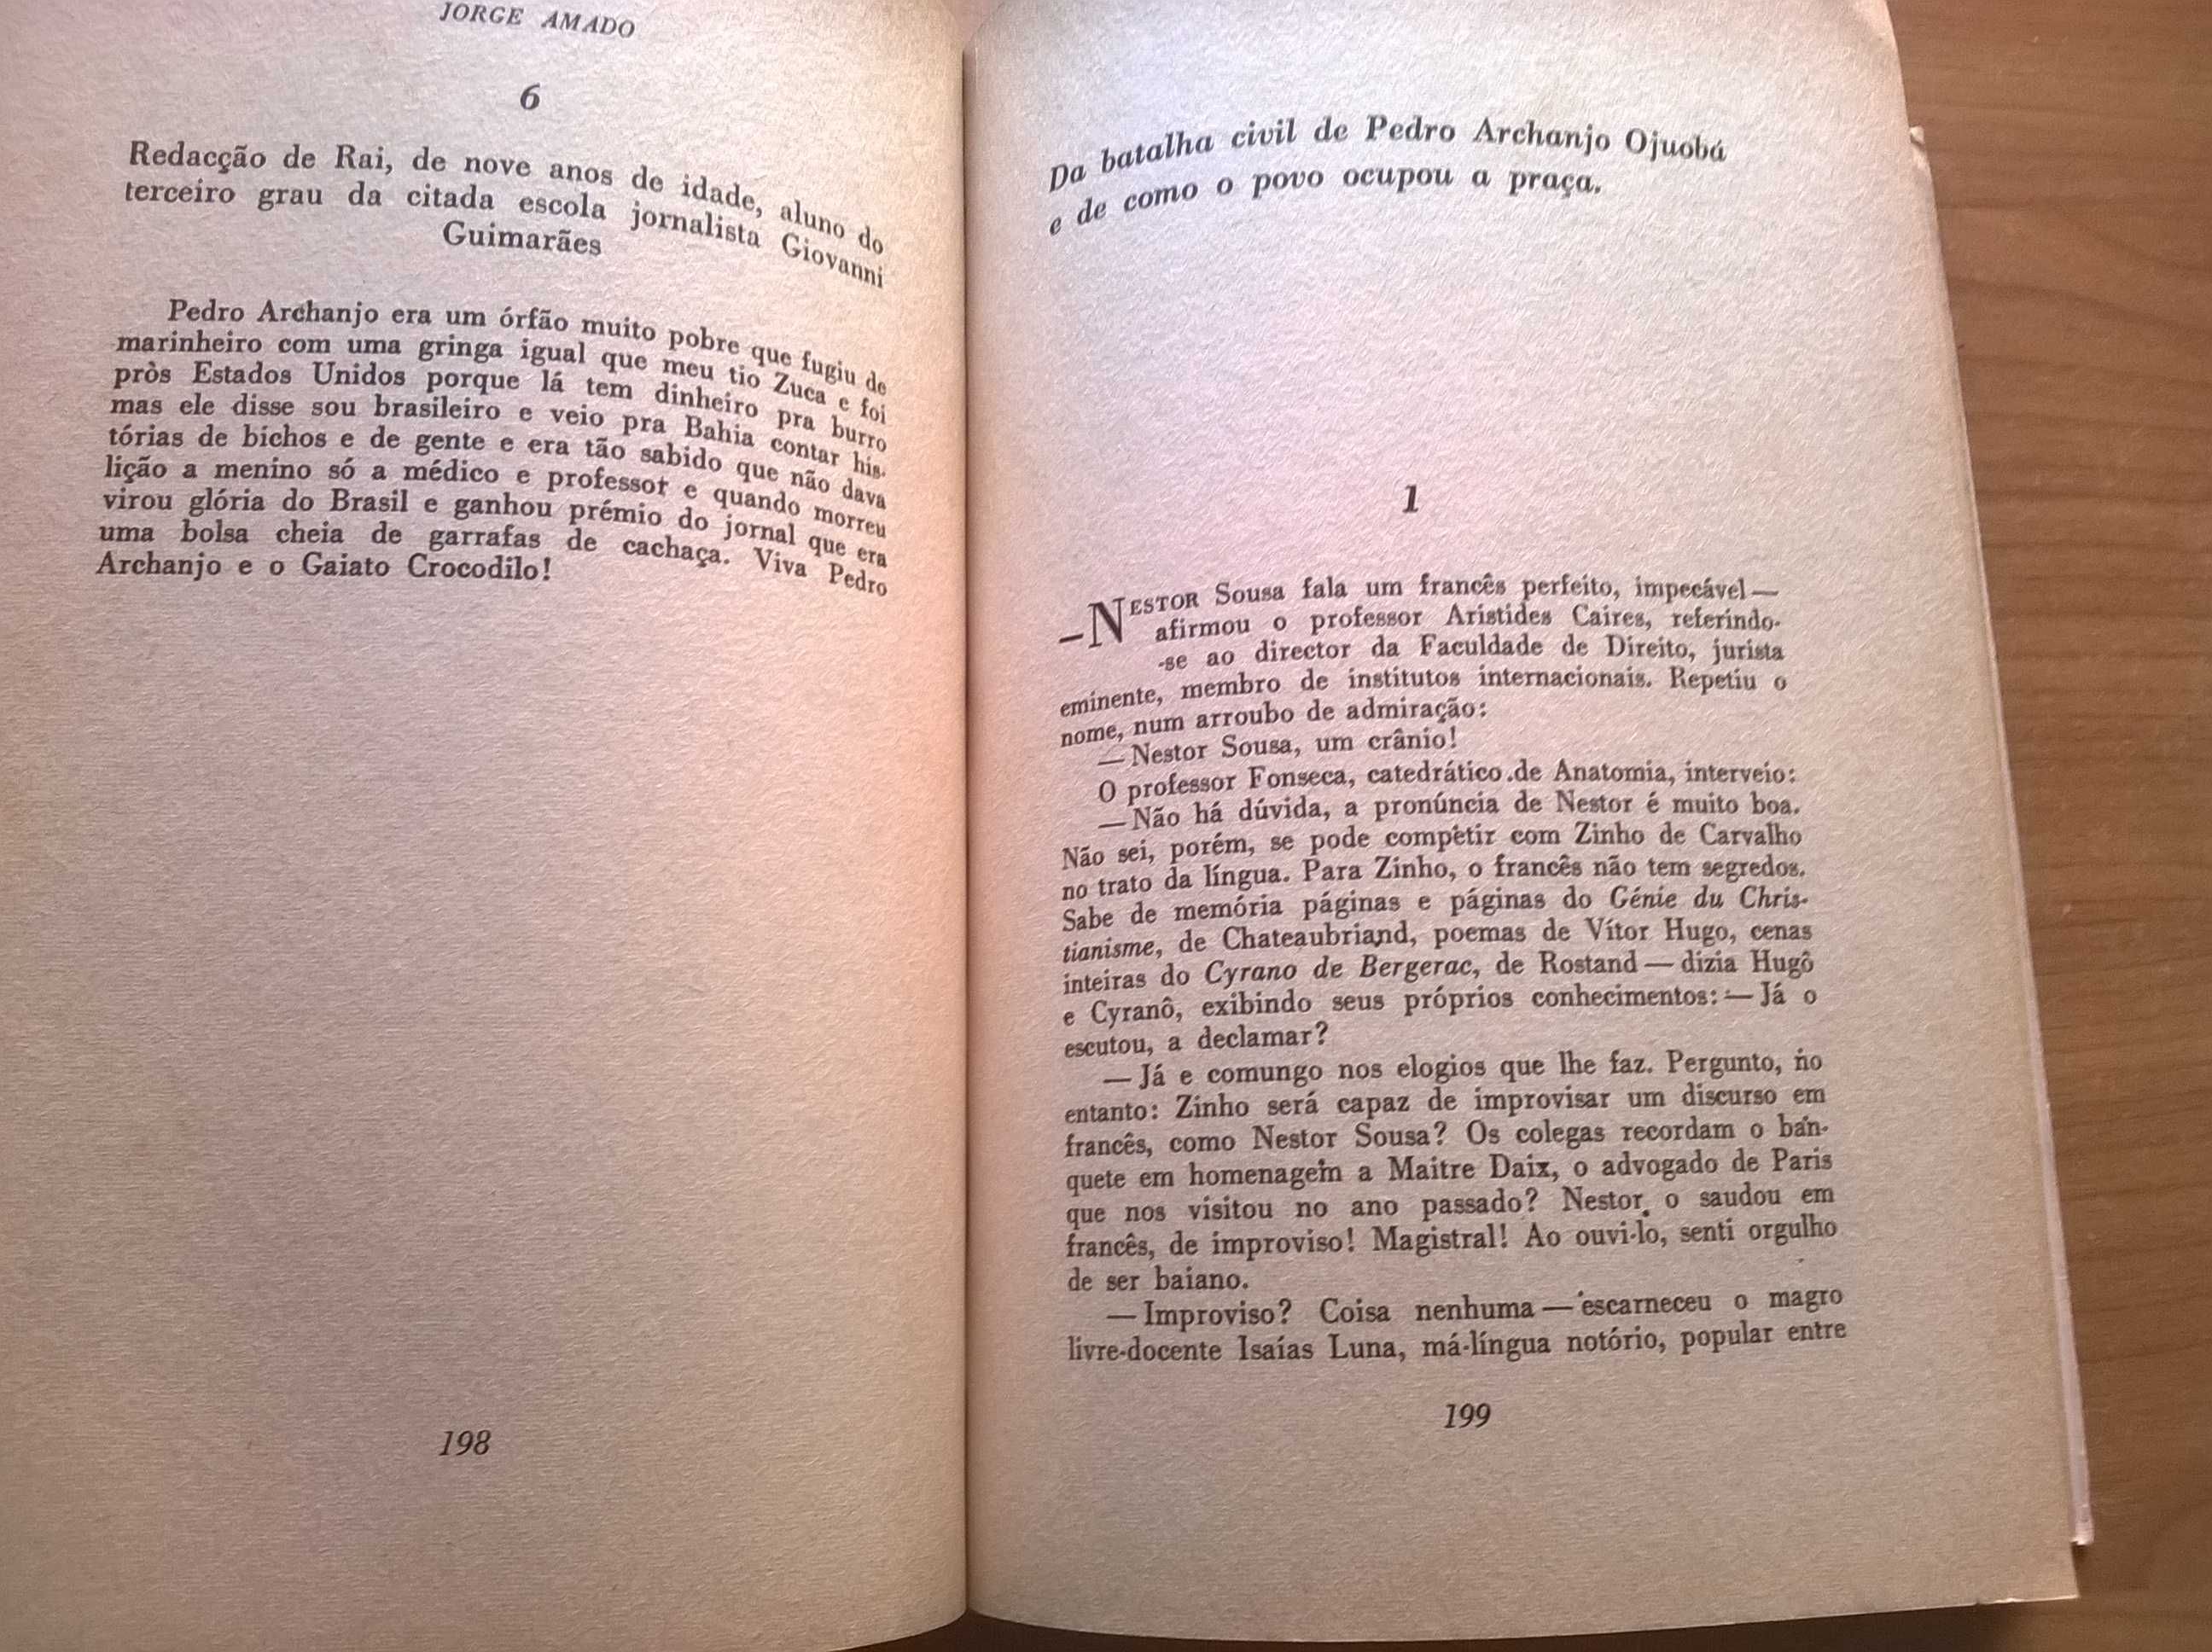 JORGE AMADO
6
Redacção de Rai, de nove anos de idade, aluno do
terceiro grau da citada escola jornalista Giovanni
Guimarães
Pedro Archanjo era um órfão muito pobre que fugiu de
marinheiro com uma gringa igual que meu tio Zuca e foi
pròs Estados Unidos porque lá tem dinheiro pra burro
mas ele disse sou brasileiro e veio pra Bahia contar his-
tórias de bichos e de gente e era tão sabido que não dava
lição a menino só a médico e professor e quando morreu
virou glória do Brasil e ganhou prémio do jornal que era
uma bolsa cheia de garrafas de cachaça. Viva Pedro
Archanjo e o Gaiato Crocodilo!
198
Da batalha civil de Pedro Archanjo Ojuobá
e de como o povo ocupou a praça.
1
—NESTOR Sousa fala um francês perfeito, impecável —
afirmou o professor Aristides Caires, referindo-
-se ao director da Faculdade de Direito, jurista
eminente, membro de institutos internacionais. Repetiu o
nome, num arroubo de admiração:
— Nestor Sousa, um crânio!
O professor Fonseca, catedrático de Anatomia, interveio:
— Não há dúvida, a pronúncia de Nestor é muito boa.
Não sei, porém, se pode competir com Zinho de Carvalho
no trato da língua. Para Zinho, o francês não tem segredos.
Sabe de memória páginas e páginas do Génie du Chris-
tianisme, de Chateaubriand, poemas de Vítor Hugo, cenas
inteiras do Cyrano de Bergerac, de Rostand — dizia Hugô
e Cyranô, exibindo seus próprios conhecimentos: — Já o
escutou, a declamar?
— Já e comungo nos elogios que lhe faz. Pergunto, no
entanto: Zinho será capaz de improvisar um discurso em
francês, como Nestor Sousa? Os colegas recordam o ban-
quete em homenagem a Maitre Daix, o advogado de Paris
que nos visitou no ano passado? Nestor o saudou em
francês, de improviso! Magistral! Ao ouvi-lo, senti orgulho
de ser baiano.
— Improviso? Coisa nenhuma — escarneceu o magro
livre-docente Isaías Luna, má-língua notório, popular entre
199